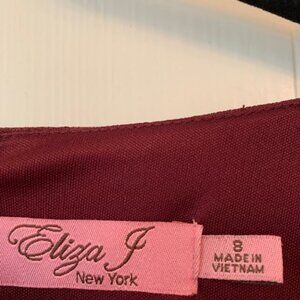 Eliza J
New York
8
MADE IN
VIETNAM